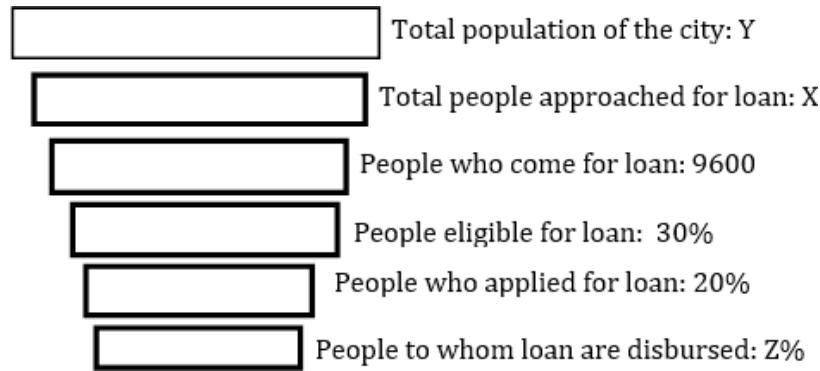 Total population of the city: Y
Total people approached for loan: X
People who come for loan: 9600
People eligible for loan: 30%
People who applied for loan: 20%
People to whom loan are disbursed: Z%